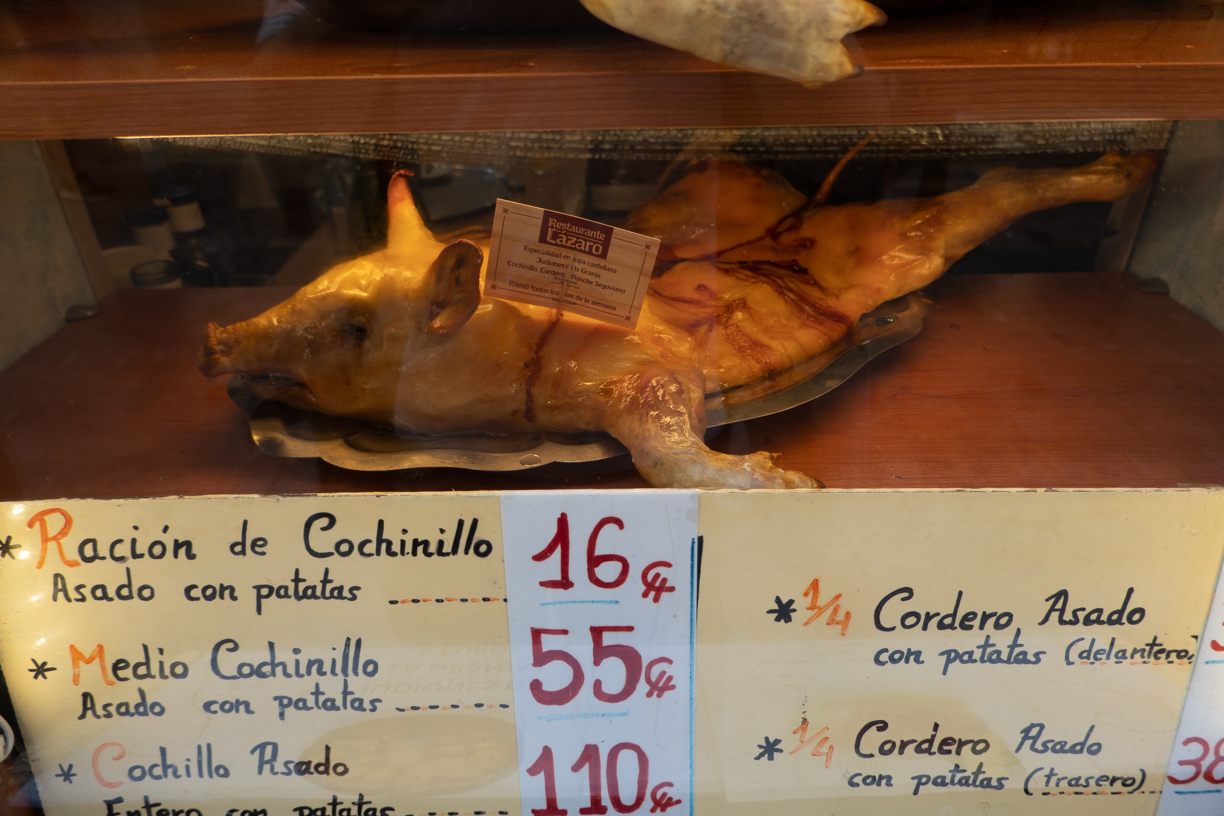 Restaurante
Lázaro
Especialidad en sopa castellana
Judiones la Granja
Cochinillo, Cordero Ponche Segoviano
Menú todos los de la semana
* Ración de Cochinillo
Asado con patatas ........ 16 €
* Medio Cochinillo
Asado con patatas ........ 55 €
* Cochillo Asado
Entero con patatas ........ 110 €
* 1/4 Cordero Asado
con patatas (delantero)
* 1/4 Cordero Asado
con patatas (trasero) 38